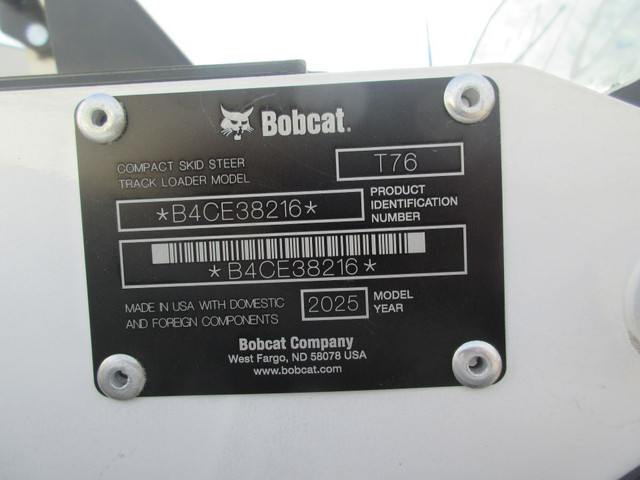 Bobcat.
COMPACT SKID STEER
TRACK LOADER MODEL
T76
*B4CE38216*
PRODUCT
IDENTIFICATION
NUMBER
*B4CE38216*
MADE IN USA WITH DOMESTIC
AND FOREIGN COMPONENTS
2025
MODEL
YEAR
Bobcat Company
West Fargo, ND 58078 USA
www.bobcat.com